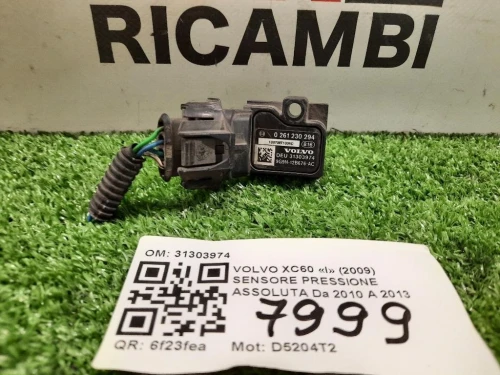 RICAMBI
0 261 230 294
VOLVO
ORU 31303974
OM: 31303974
VOLVO XC60 «I» (2009)
SENSORE PRESSIONE
ASSOLUTA Da 2010 A 2013
7999
QR: 6f23fea
Mot: D5204T2